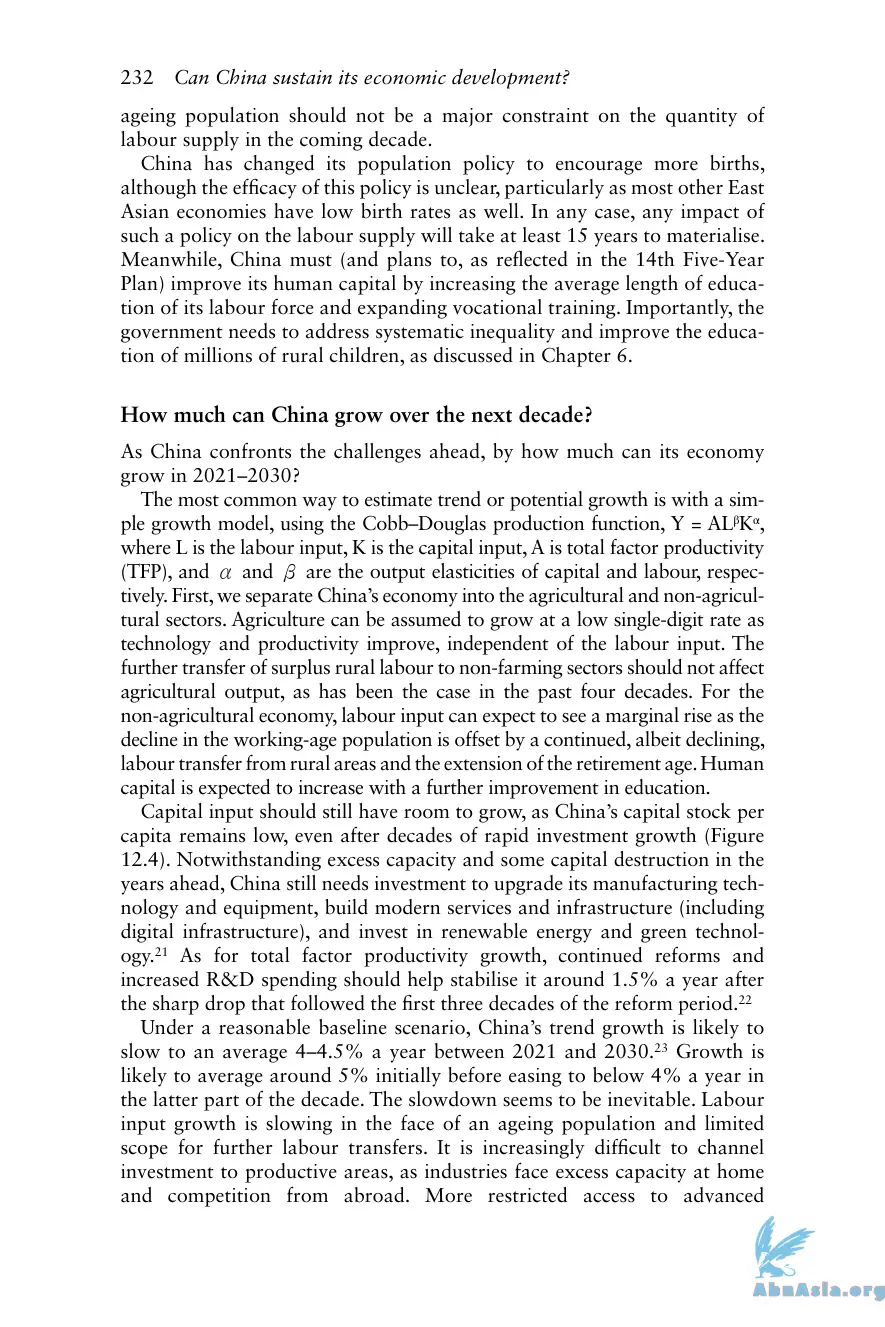 232 Can China sustain its economic development?
ageing population should not be a major constraint on the quantity of
labour supply in the coming decade.
China has changed its population policy to encourage more births,
although the efficacy of this policy is unclear, particularly as most other East
Asian economies have low birth rates as well. In any case, any impact of
such a policy on the labour supply will take at least 15 years to materialise.
Meanwhile, China must (and plans to, as reflected in the 14th Five-Year
Plan) improve its human capital by increasing the average length of educa-
tion of its labour force and expanding vocational training. Importantly, the
government needs to address systematic inequality and improve the educa-
tion of millions of rural children, as discussed in Chapter 6.
How much can China grow over the next decade?
As China confronts the challenges ahead, by how much can its economy
grow in 2021–2030?
The most common way to estimate trend or potential growth is with a sim-
ple growth model, using the Cobb–Douglas production function, Y = ALᵝKᵅ,
where L is the labour input, K is the capital input, A is total factor productivity
(TFP), and α and β are the output elasticities of capital and labour, respec-
tively. First, we separate China’s economy into the agricultural and non-agricul-
tural sectors. Agriculture can be assumed to grow at a low single-digit rate as
technology and productivity improve, independent of the labour input. The
further transfer of surplus rural labour to non-farming sectors should not affect
agricultural output, as has been the case in the past four decades. For the
non-agricultural economy, labour input can expect to see a marginal rise as the
decline in the working-age population is offset by a continued, albeit declining,
labour transfer from rural areas and the extension of the retirement age. Human
capital is expected to increase with a further improvement in education.
Capital input should still have room to grow, as China’s capital stock per
capita remains low, even after decades of rapid investment growth (Figure
12.4). Notwithstanding excess capacity and some capital destruction in the
years ahead, China still needs investment to upgrade its manufacturing tech-
nology and equipment, build modern services and infrastructure (including
digital infrastructure), and invest in renewable energy and green technol-
ogy.²¹ As for total factor productivity growth, continued reforms and
increased R&D spending should help stabilise it around 1.5% a year after
the sharp drop that followed the first three decades of the reform period.²²
Under a reasonable baseline scenario, China’s trend growth is likely to
slow to an average 4–4.5% a year between 2021 and 2030.²³ Growth is
likely to average around 5% initially before easing to below 4% a year in
the latter part of the decade. The slowdown seems to be inevitable. Labour
input growth is slowing in the face of an ageing population and limited
scope for further labour transfers. It is increasingly difficult to channel
investment to productive areas, as industries face excess capacity at home
and competition from abroad. More restricted access to advanced
AbnAsia.org